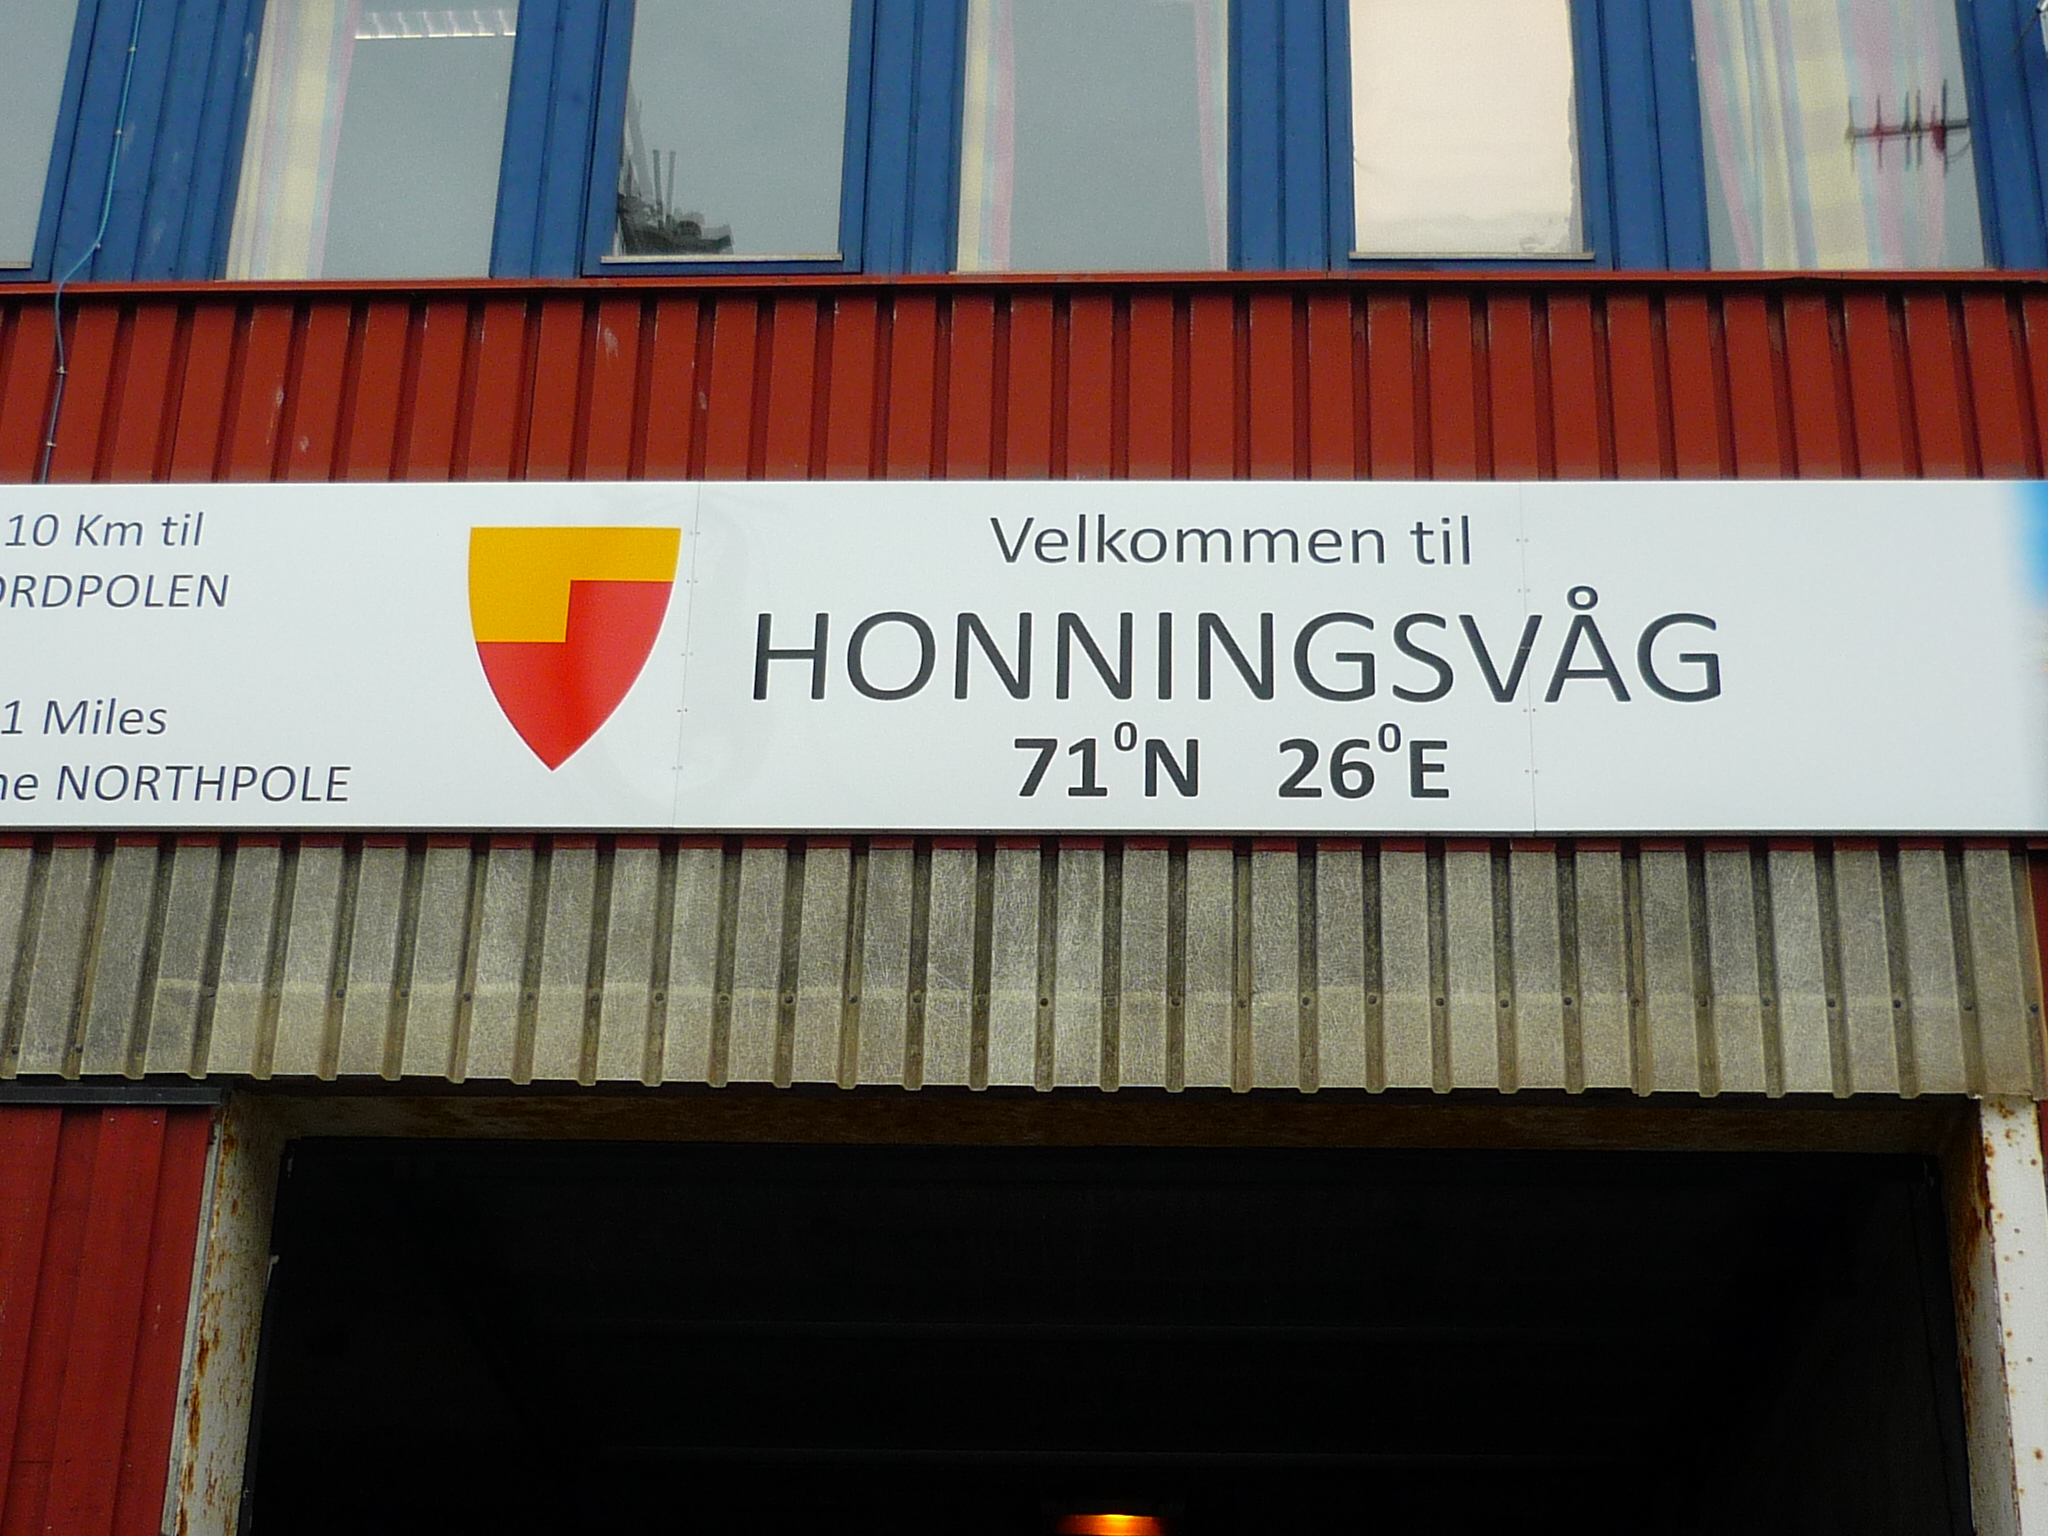 10 Km til
ORDPOLEN
1 Miles
he NORTHPOLE
Velkommen til
HONNINGSVÅG
71⁰N 26⁰E